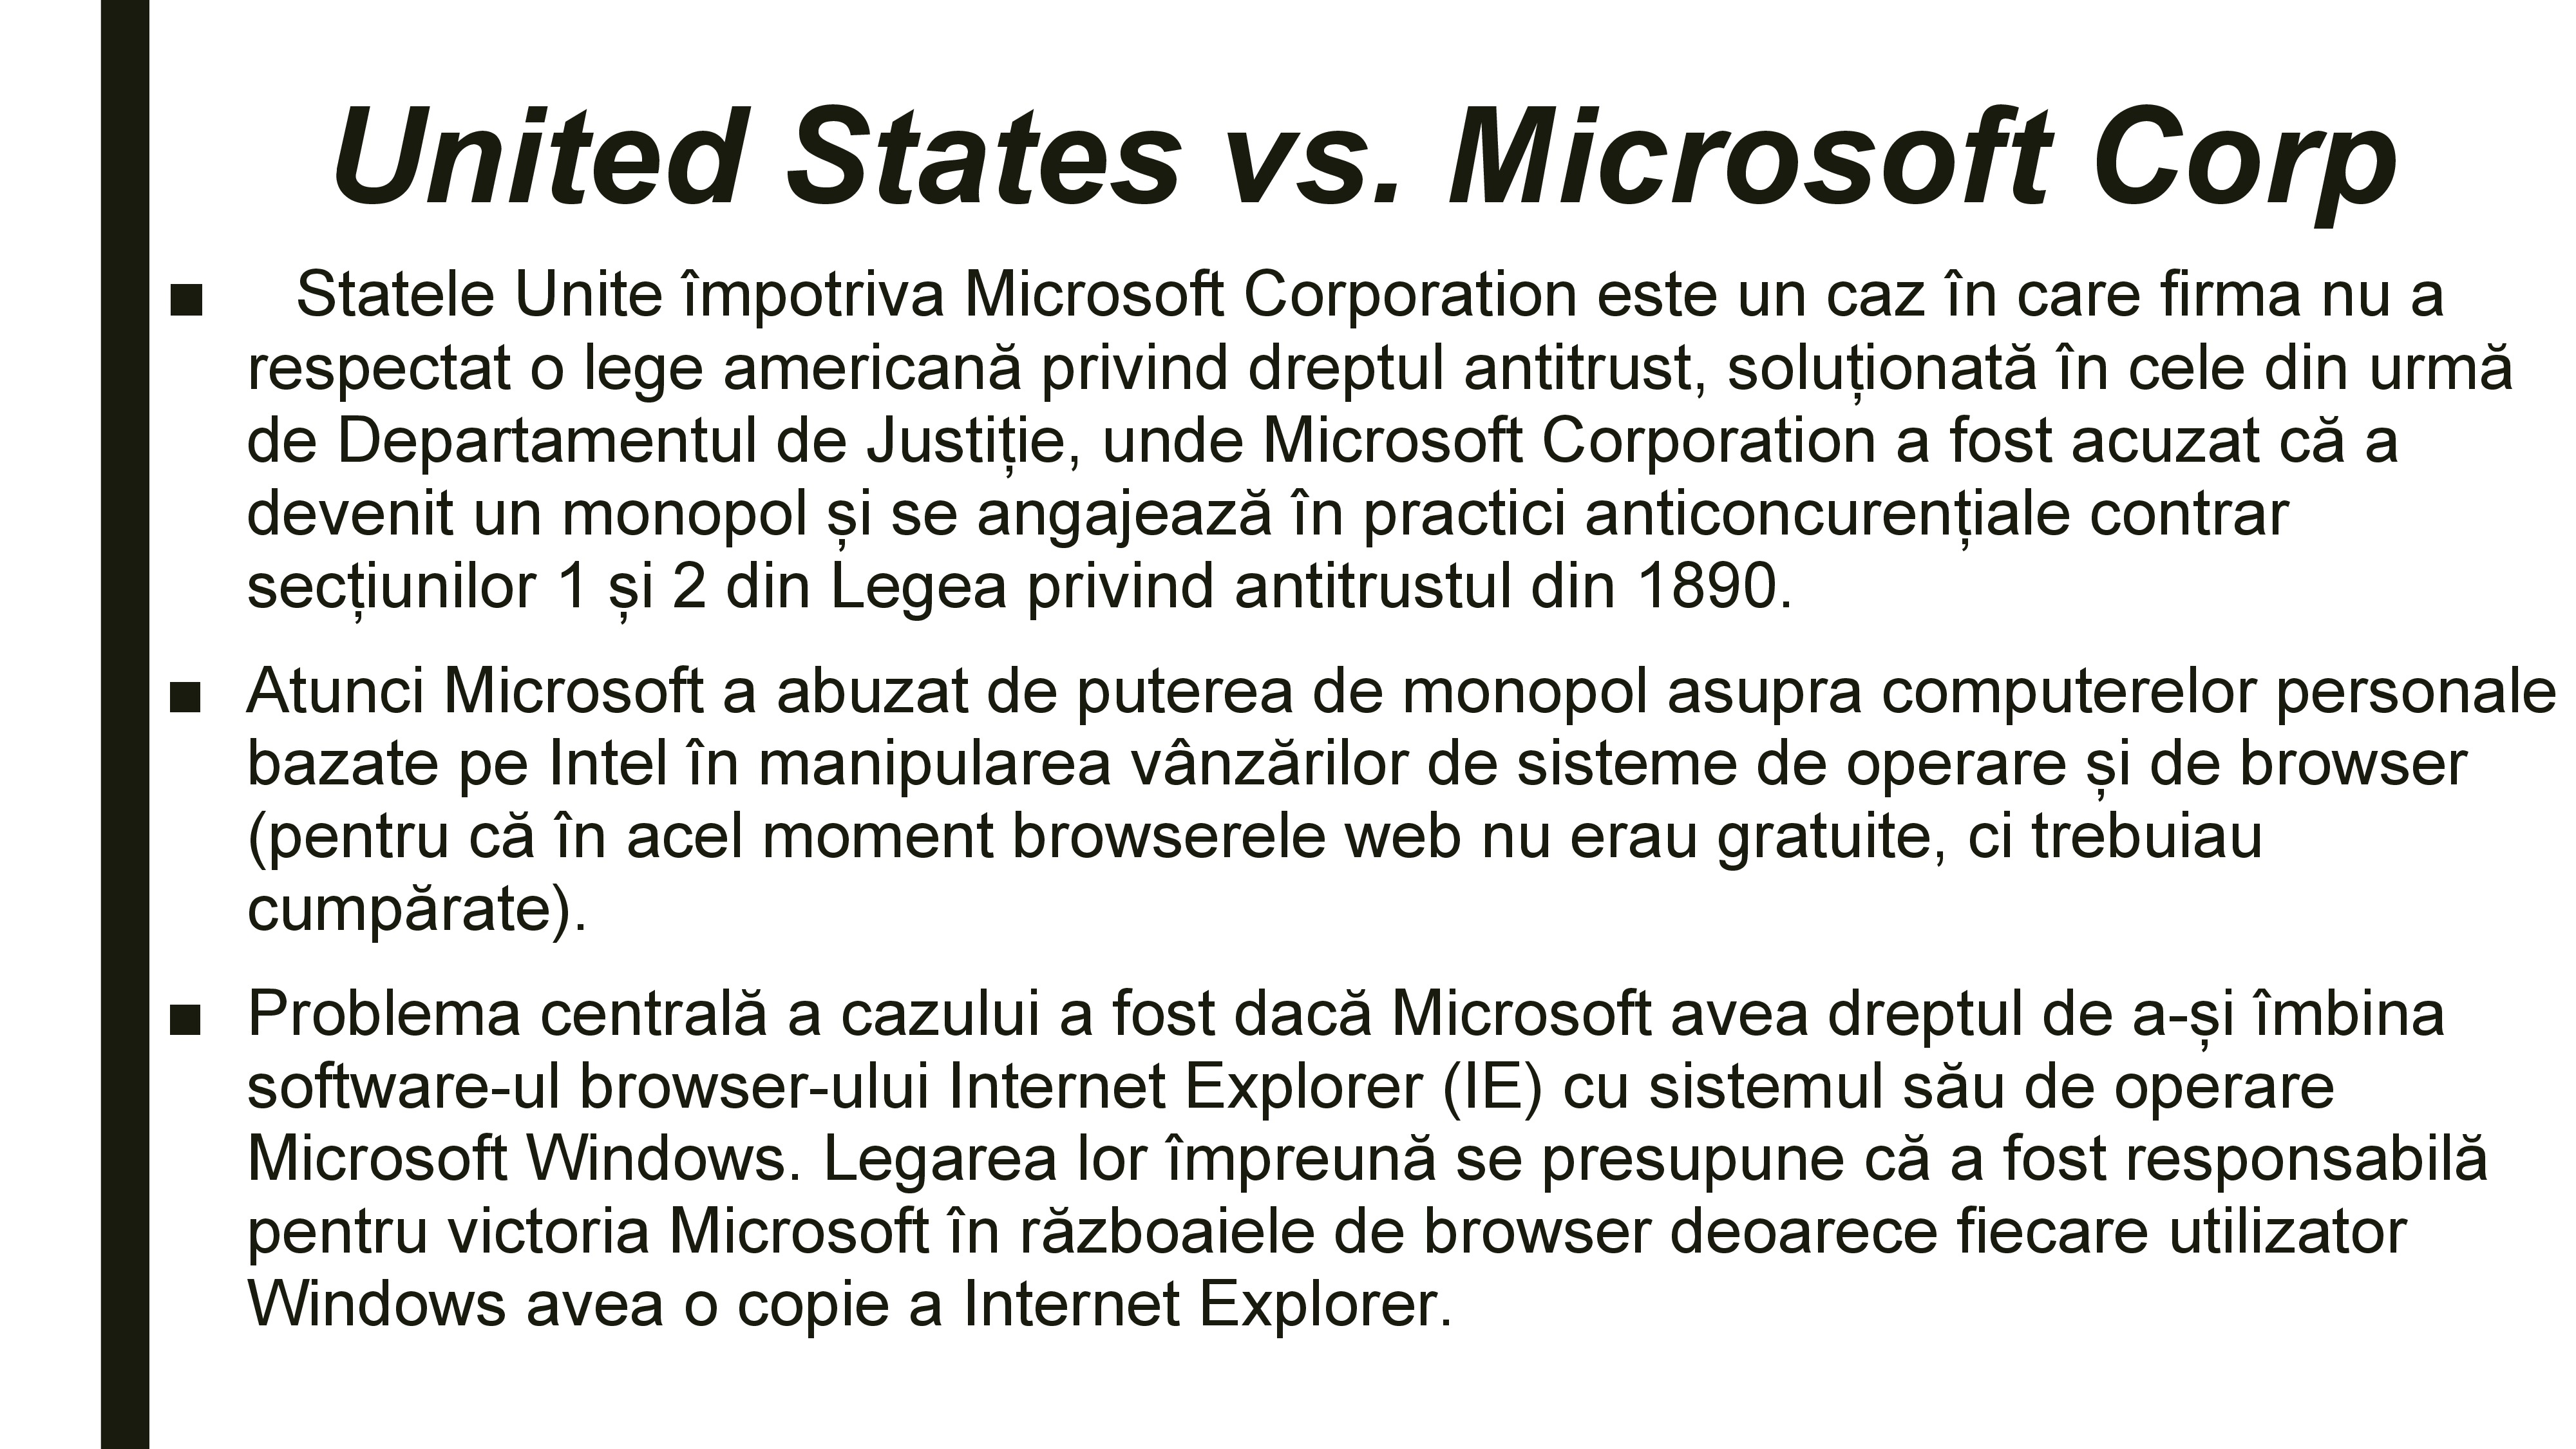 United States vs. Microsoft Corp
■ Statele Unite împotriva Microsoft Corporation este un caz în care firma nu a
respectat o lege americană privind dreptul antitrust, soluționată în cele din urmă
de Departamentul de Justiție, unde Microsoft Corporation a fost acuzat că a
devenit un monopol și se angajează în practici anticoncurențiale contrar
secțiunilor 1 și 2 din Legea privind antitrustul din 1890.
■ Atunci Microsoft a abuzat de puterea de monopol asupra computerelor personale
bazate pe Intel în manipularea vânzărilor de sisteme de operare și de browser
(pentru că în acel moment browserele web nu erau gratuite, ci trebuiau
cumpărate).
■ Problema centrală a cazului a fost dacă Microsoft avea dreptul de a-și îmbina
software-ul browser-ului Internet Explorer (IE) cu sistemul său de operare
Microsoft Windows. Legarea lor împreună se presupune că a fost responsabilă
pentru victoria Microsoft în războaiele de browser deoarece fiecare utilizator
Windows avea o copie a Internet Explorer.